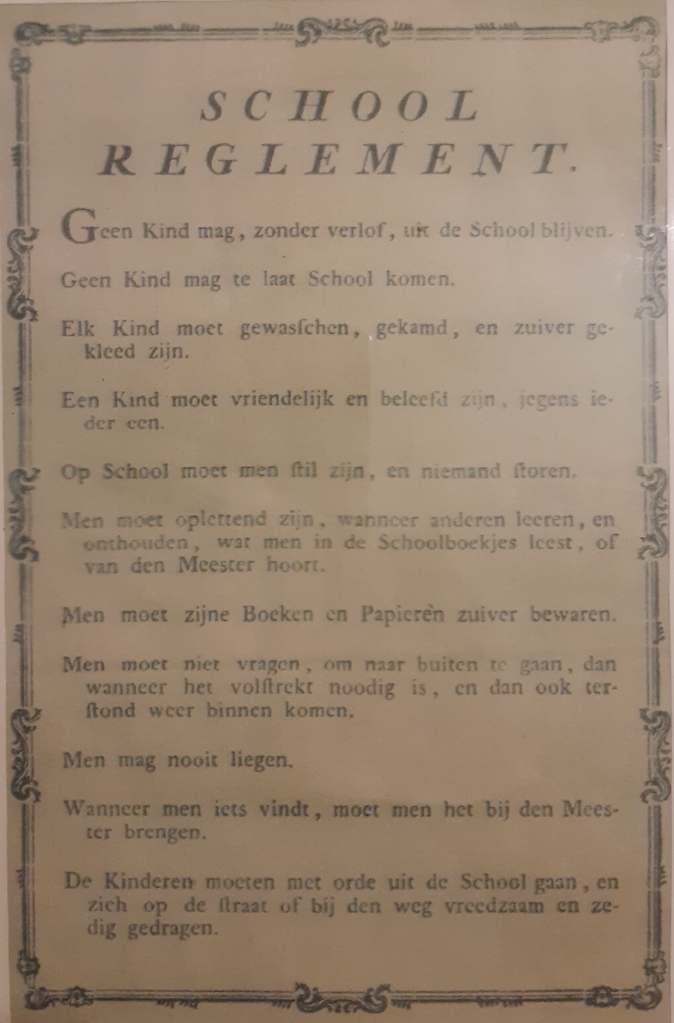 SCHOOL
REGLEMENT.
Geen Kind mag, zonder verlof, uit de School blijven.
Geen Kind mag te laat School komen.
Elk Kind moet gewasſchen, gekamd, en zuiver ge-
kleed zijn.
Een Kind moet vriendelijk en beleefd zijn, jegens ie-
der een.
Op School moet men ſtil zijn, en niemand ſtoren.
Men moet oplettend zijn, wanneer anderen leeren, en
onthouden, wat men in de Schoolboekjes leest, of
van den Meester hoort.
Men moet zijne Boeken en Papieren zuiver bewaren.
Men moet niet vragen, om naar buiten te gaan, dan
wanneer het volſtrekt noodig is, en dan ook ter-
ſtond weer binnen komen.
Men mag nooit liegen.
Wanneer men iets vindt, moet men het bij den Mees-
ter brengen.
De Kinderen moeten met orde uit de School gaan, en
zich op de ſtraat of bij den weg vreedzaam en ze-
dig gedragen.